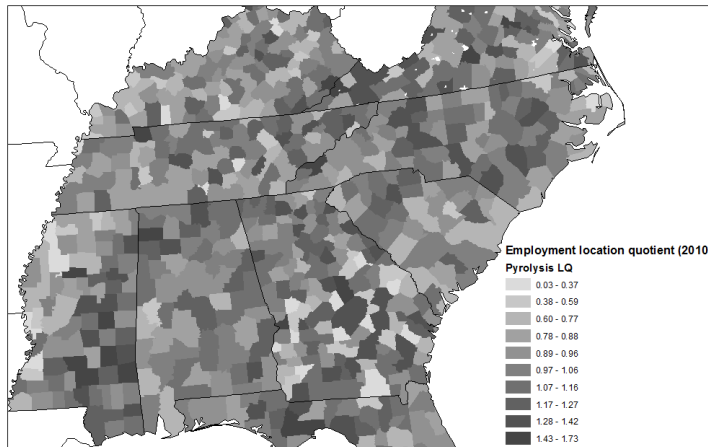 Employment location quotient (2010
Pyrolysis LQ
0.03 - 0.37
0.38 - 0.59
0.60 - 0.77
0.78 - 0.88
0.89 - 0.96
0.97 - 1.06
1.07 - 1.16
1.17 - 1.27
1.28 - 1.42
1.43 - 1.73